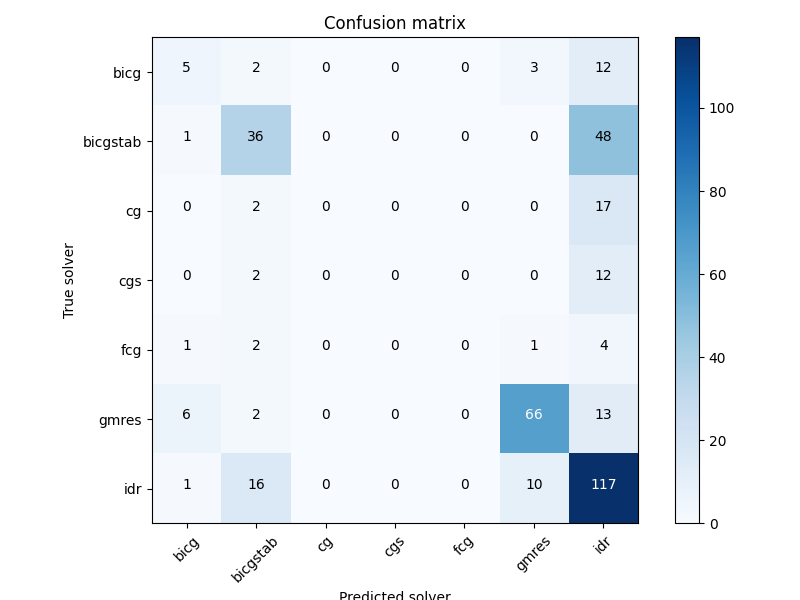 Confusion matrix
bicg 5 2 0 0 0 3 12
bicgstab 1 36 0 0 0 0 48
cg 0 2 0 0 0 0 17
cgs 0 2 0 0 0 0 12
fcg 1 2 0 0 0 1 4
gmres 6 2 0 0 0 66 13
idr 1 16 0 0 0 10 117
True solver
bicg bicgstab cg cgs fcg gmres idr
Predicted solver
100
80
60
40
20
0